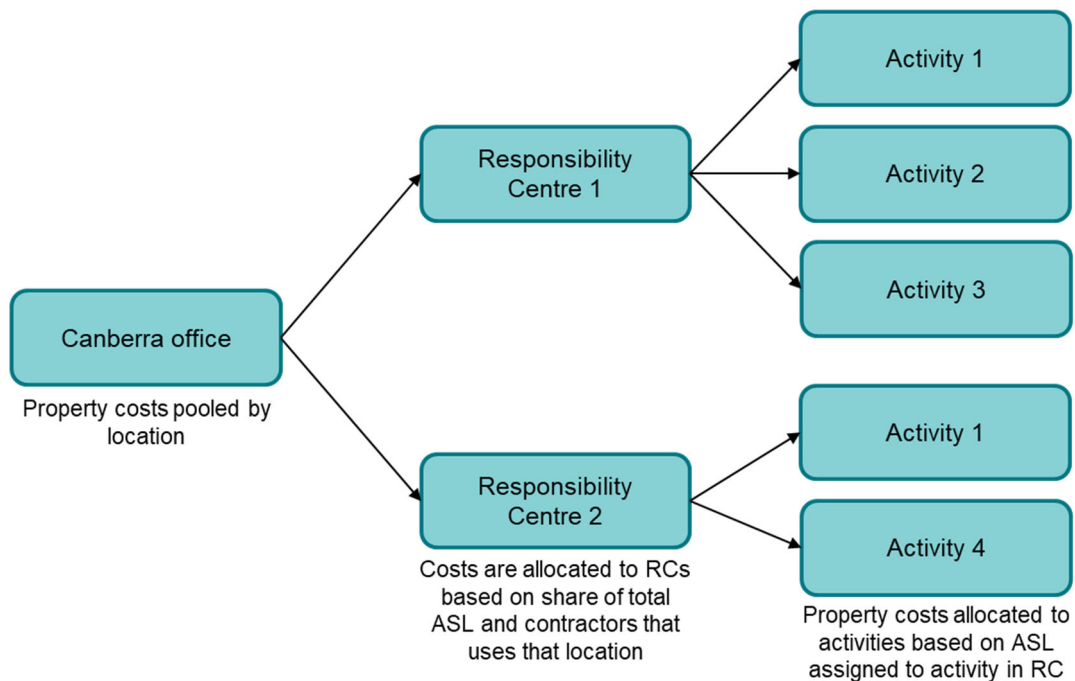 Canberra office
Property costs pooled by
location
Responsibility
Centre 1
Responsibility
Centre 2
Costs are allocated to RCs
based on share of total
ASL and contractors that
uses that location
Activity 1
Activity 2
Activity 3
Activity 1
Activity 4
Property costs allocated to
activities based on ASL
assigned to activity in RC